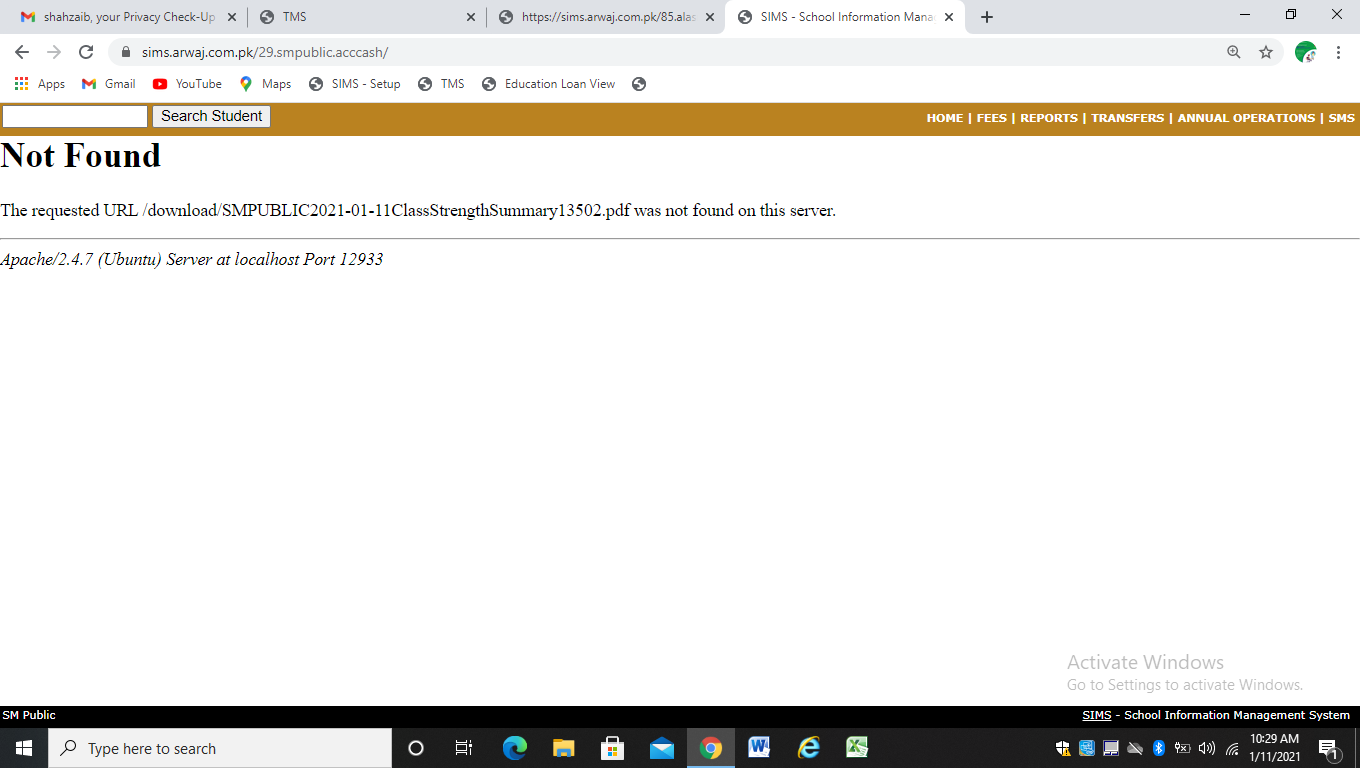 shahzaib, your Privacy Check-Up
TMS
https://sims.arwaj.com.pk/85.alas
SIMS - School Information Mana
sims.arwaj.com.pk/29.smpublic.acccash/
Apps
Gmail
YouTube
Maps
SIMS - Setup
TMS
Education Loan View
Search Student
HOME | FEES | REPORTS | TRANSFERS | ANNUAL OPERATIONS | SMS
Not Found
The requested URL /download/SMPUBLIC2021-01-11ClassStrengthSummary13502.pdf was not found on this server.
Apache/2.4.7 (Ubuntu) Server at localhost Port 12933
Activate Windows
Go to Settings to activate Windows.
SM Public
SIMS - School Information Management System
Type here to search
10:29 AM
1/11/2021
1